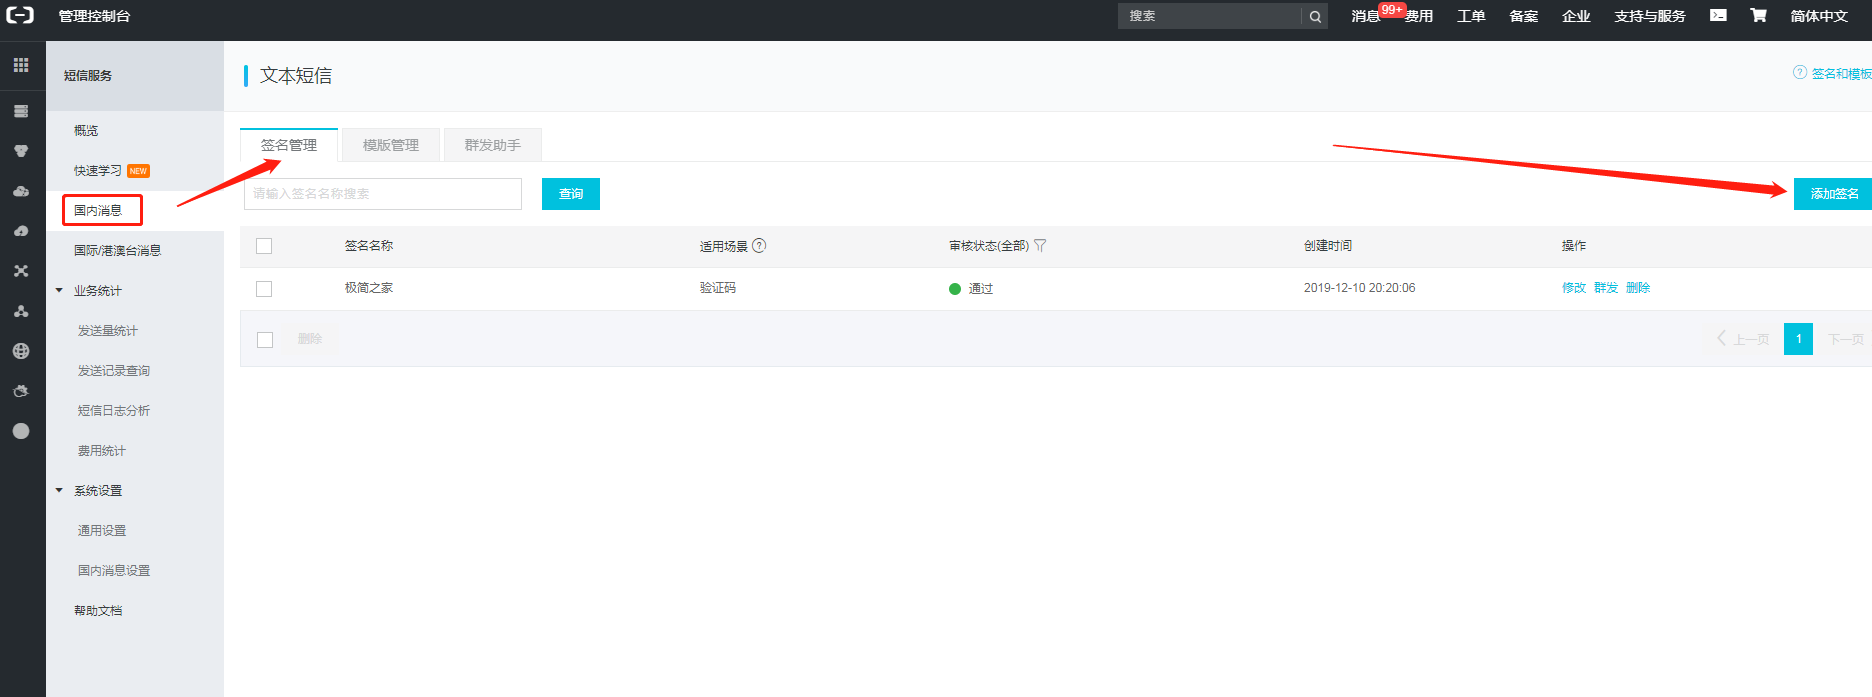 管理控制台
搜索
消息 99+ 费用 工单 备案 企业 支持与服务 简体中文
短信服务
概览
快速学习 NEW
国内消息
国际/港澳台消息
业务统计
发送量统计
发送记录查询
短信日志分析
费用统计
系统设置
通用设置
国内消息设置
帮助文档
文本短信
签名和模板
签名管理 模版管理 群发助手
请输入签名名称搜索 查询 添加签名
签名名称 适用场景 审核状态(全部) 创建时间 操作
极简之家 验证码 通过 2019-12-10 20:20:06 修改 群发 删除
删除 上一页 1 下一页